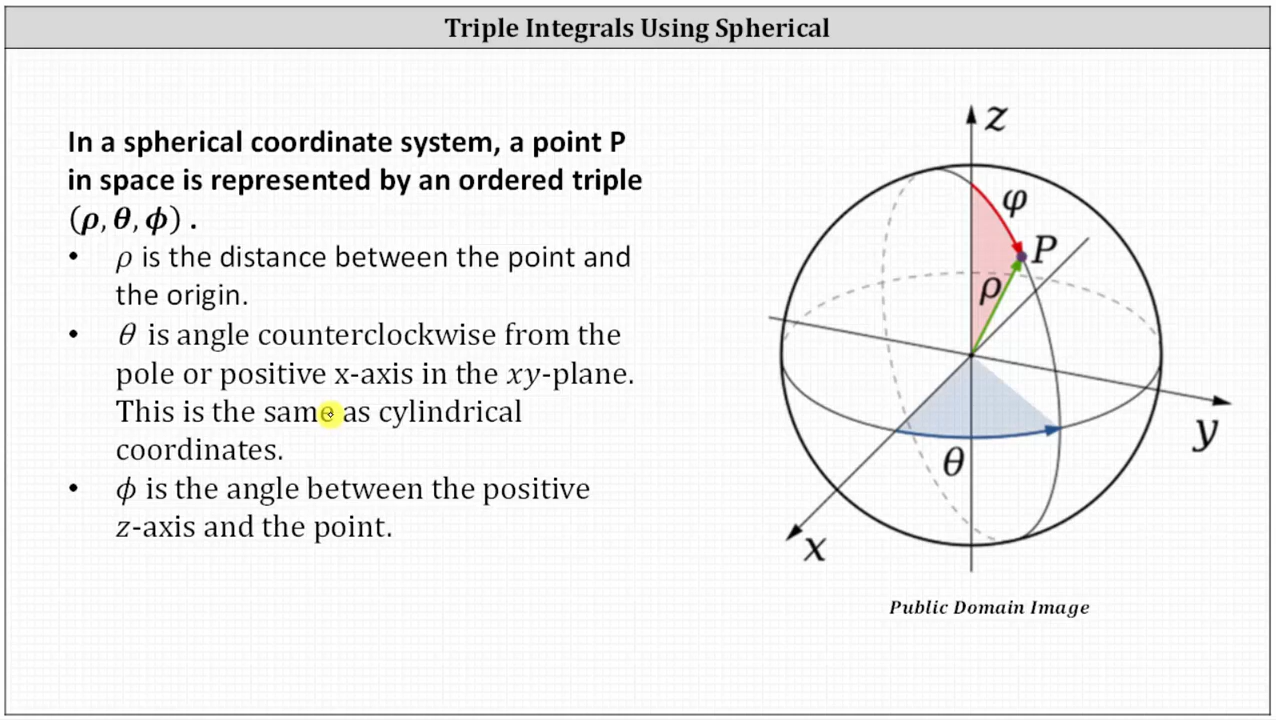 Triple Integrals Using Spherical
In a spherical coordinate system, a point P
in space is represented by an ordered triple
(ρ, θ, ϕ) .
• ρ is the distance between the point and
the origin.
• θ is angle counterclockwise from the
pole or positive x-axis in the xy-plane.
This is the same as cylindrical
coordinates.
• ϕ is the angle between the positive
z-axis and the point.
z
φ
P
ρ
y
θ
x
Public Domain Image